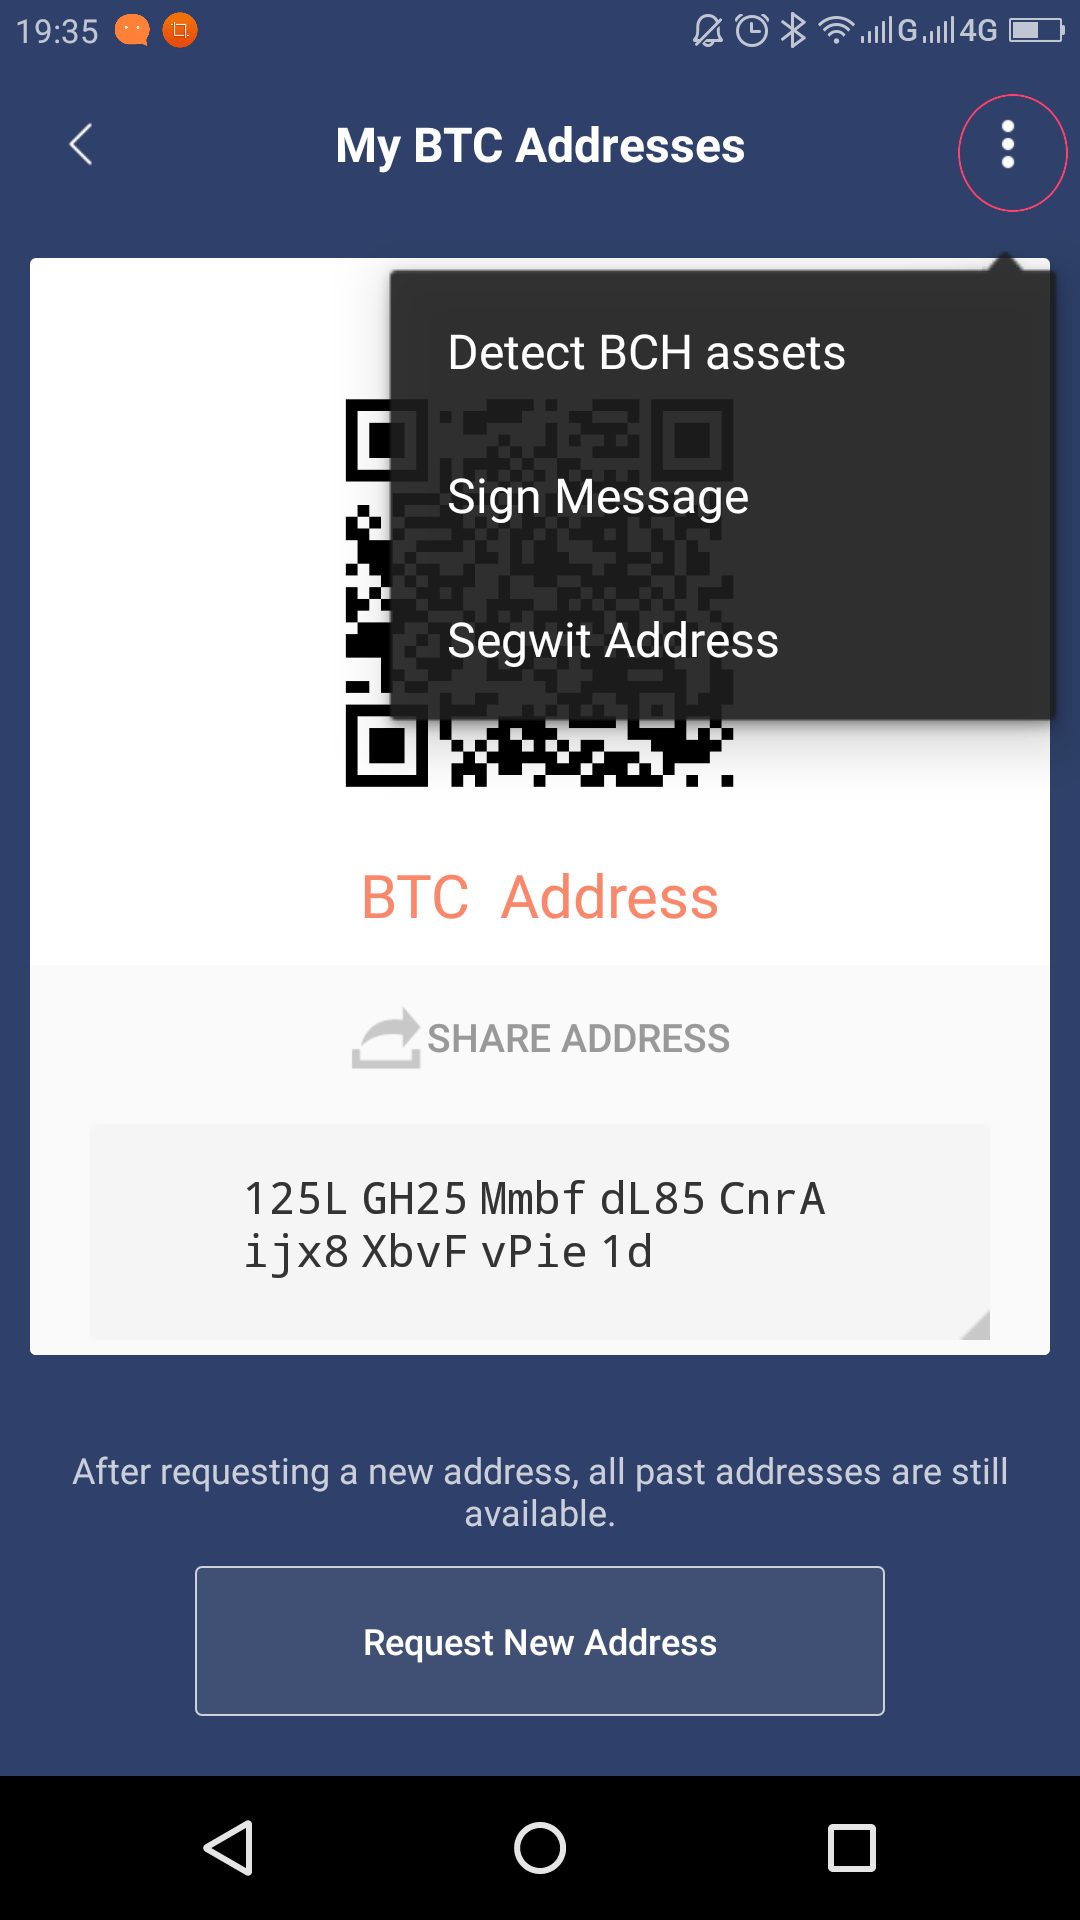 19:35
G
4G
My BTC Addresses
Detect BCH assets
Sign Message
Segwit Address
BTC Address
SHARE ADDRESS
125L GH25 Mmbf dL85 CnrA
ijx8 XbvF vPie 1d
After requesting a new address, all past addresses are still
available.
Request New Address